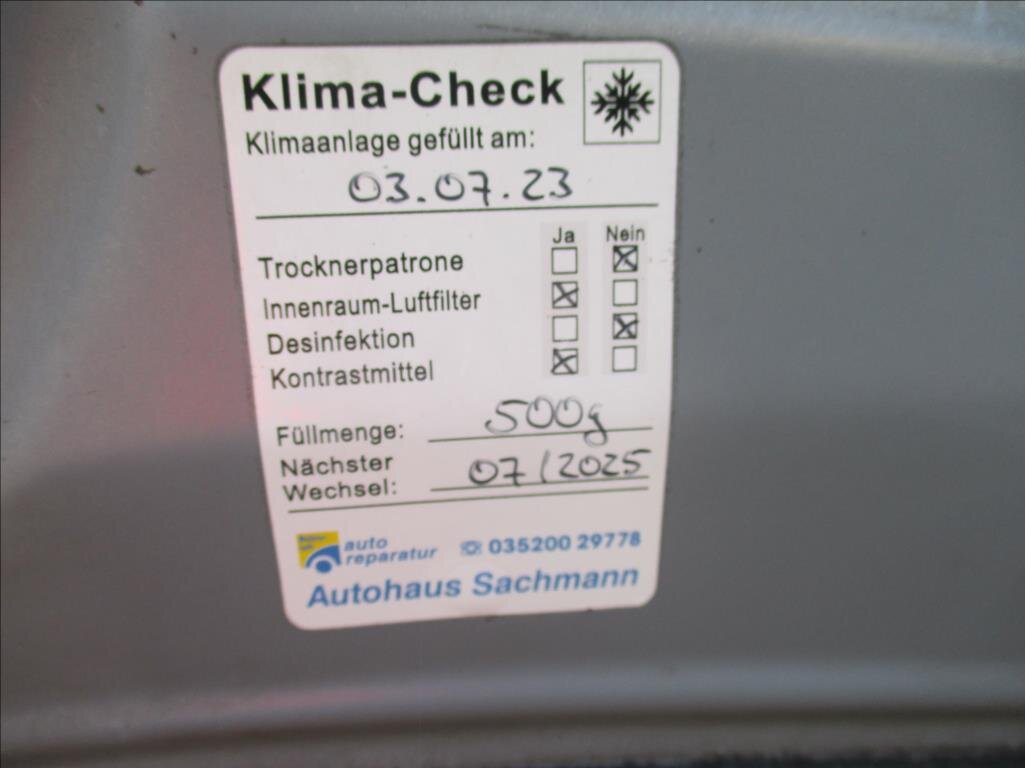 Klima-Check
Klimaanlage gefüllt am:
03.07.23
Ja Nein
Trocknerpatrone
Innenraum-Luftfilter
Desinfektion
Kontrastmittel
Füllmenge: 500g
Nächster
Wechsel: 07/2025
auto
reparatur
035200 29778
Autohaus Sachmann